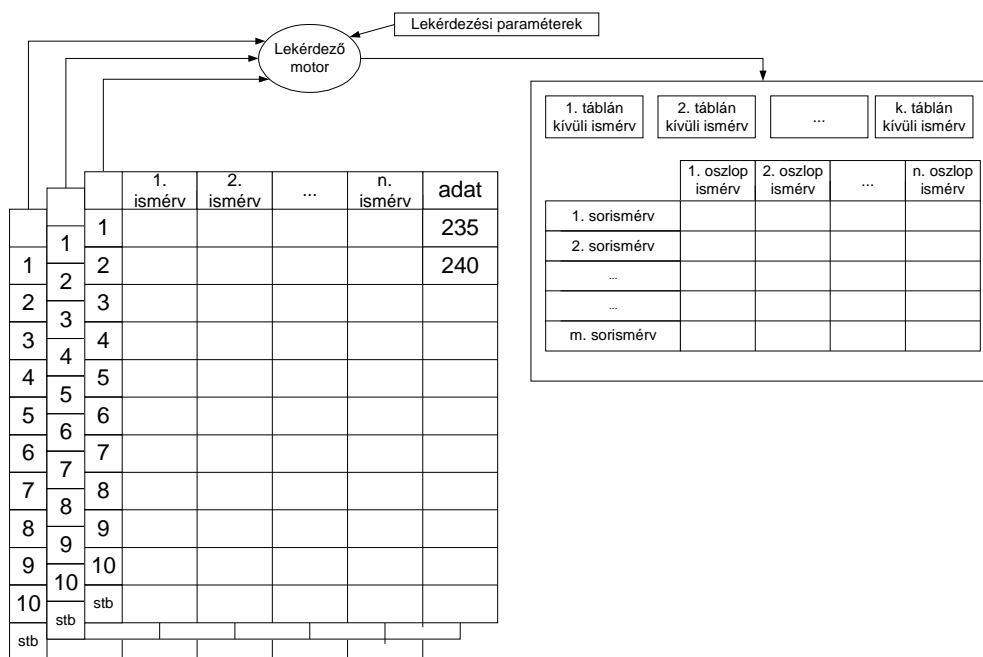 Lekérdezési paraméterek
Lekérdező
motor
1. táblán
kívüli ismérv
2. táblán
kívüli ismérv
...
k. táblán
kívüli ismérv
1. oszlop
ismérv
2. oszlop
ismérv
...
n. oszlop
ismérv
1. sorismérv
2. sorismérv
...
...
m. sorismérv
1.
ismérv
2.
ismérv
...
n.
ismérv
adat
1
235
2
240
3
4
5
6
7
8
9
10
stb
1
2
3
4
5
6
7
8
9
10
stb
1
2
3
4
5
6
7
8
9
10
stb